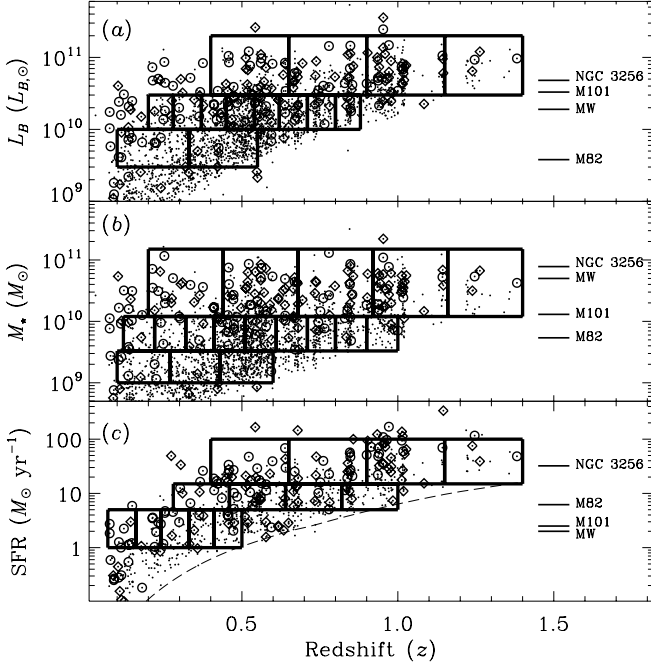 (a)
L_B (L_{B,⊙})
10^{11}
10^{10}
10^9
NGC 3256
M101
MW
M82
(b)
M_★ (M_⊙)
10^{11}
10^{10}
10^9
NGC 3256
MW
M101
M82
(c)
SFR (M_⊙ yr^{-1})
100
10
1
NGC 3256
M82
M101
MW
0.5 1.0 1.5
Redshift (z)